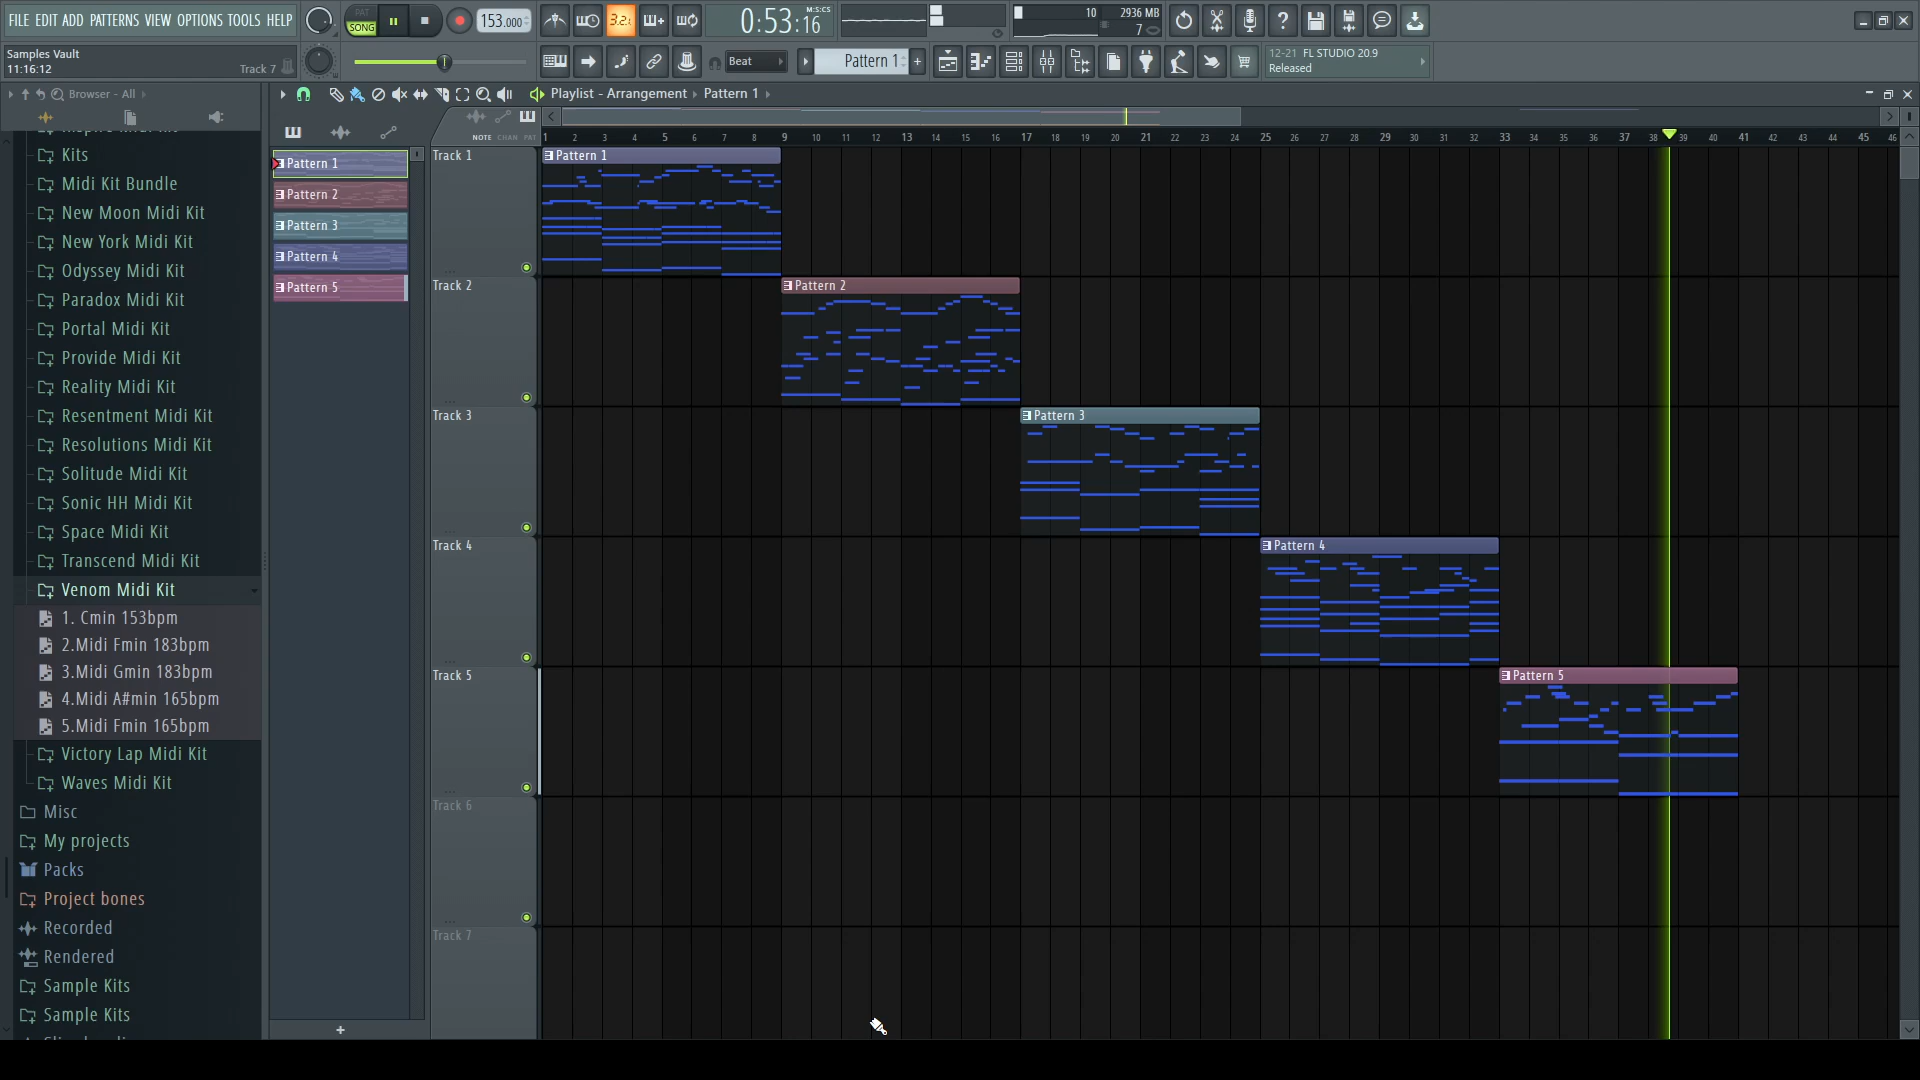 FILE EDIT ADD PATTERNS VIEW OPTIONS TOOLS HELP
PAT
SONG
153.000
3.2.
0:53:16
M:S:CS
10
2936 MB
7
Samples Vault
11:16:12
Track 7
Beat
Pattern 1
12-21 FL STUDIO 20.9
Released
Browser - All
Playlist - Arrangement Pattern 1
NOTE CHAN PAT
1 2 3 4 5 6 7 8 9 10 11 12 13 14 15 16 17 18 19 20 21 22 23 24 25 26 27 28 29 30 31 32 33 34 35 36 37 38 39 40 41 42 43 44 45 46
Kits
Midi Kit Bundle
New Moon Midi Kit
New York Midi Kit
Odyssey Midi Kit
Paradox Midi Kit
Portal Midi Kit
Provide Midi Kit
Reality Midi Kit
Resentment Midi Kit
Resolutions Midi Kit
Solitude Midi Kit
Sonic HH Midi Kit
Space Midi Kit
Transcend Midi Kit
Venom Midi Kit
1. Cmin 153bpm
2.Midi Fmin 183bpm
3.Midi Gmin 183bpm
4.Midi A#min 165bpm
5.Midi Fmin 165bpm
Victory Lap Midi Kit
Waves Midi Kit
Misc
My projects
Packs
Project bones
Recorded
Rendered
Sample Kits
Sample Kits
Pattern 1
Pattern 2
Pattern 3
Pattern 4
Pattern 5
Track 1
Pattern 1
Track 2
Pattern 2
Track 3
Pattern 3
Track 4
Pattern 4
Track 5
Pattern 5
Track 6
Track 7